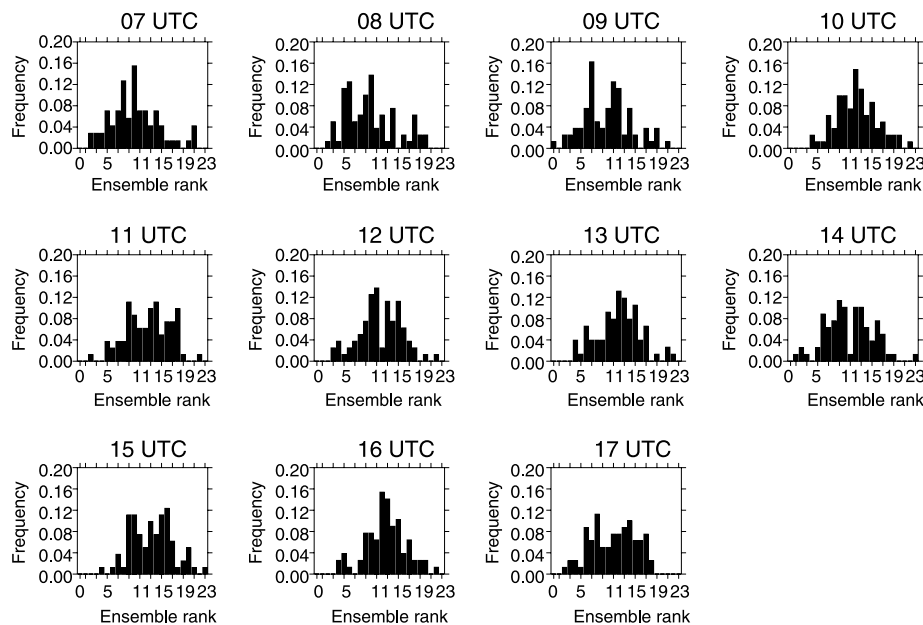 07 UTC
08 UTC
09 UTC
10 UTC
0.20
0.16
0.12
0.08
0.04
0.00
Frequency
0 5 11 15 19 23
Ensemble rank
0.20
0.16
0.12
0.08
0.04
0.00
Frequency
0 5 11 15 19 23
Ensemble rank
0.20
0.16
0.12
0.08
0.04
0.00
Frequency
0 5 11 15 19 23
Ensemble rank
0.20
0.16
0.12
0.08
0.04
0.00
Frequency
0 5 11 15 19 23
Ensemble rank
11 UTC
12 UTC
13 UTC
14 UTC
0.20
0.16
0.12
0.08
0.04
0.00
Frequency
0 5 11 15 19 23
Ensemble rank
0.20
0.16
0.12
0.08
0.04
0.00
Frequency
0 5 11 15 19 23
Ensemble rank
0.20
0.16
0.12
0.08
0.04
0.00
Frequency
0 5 11 15 19 23
Ensemble rank
0.20
0.16
0.12
0.08
0.04
0.00
Frequency
0 5 11 15 19 23
Ensemble rank
15 UTC
16 UTC
17 UTC
0.20
0.16
0.12
0.08
0.04
0.00
Frequency
0 5 11 15 19 23
Ensemble rank
0.20
0.16
0.12
0.08
0.04
0.00
Frequency
0 5 11 15 19 23
Ensemble rank
0.20
0.16
0.12
0.08
0.04
0.00
Frequency
0 5 11 15 19 23
Ensemble rank